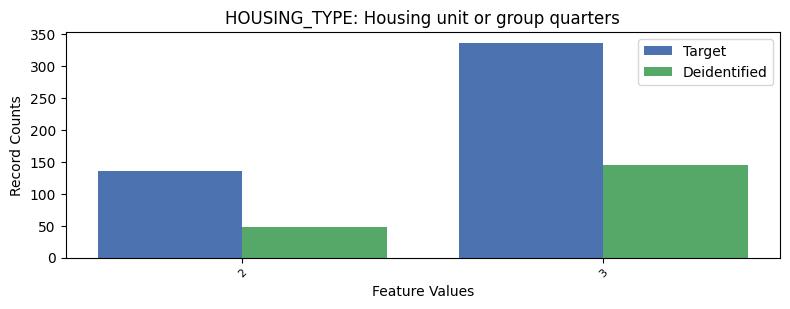 HOUSING_TYPE: Housing unit or group quarters
350
300
250
200
150
100
50
0
Record Counts
Target
Deidentified
2
3
Feature Values